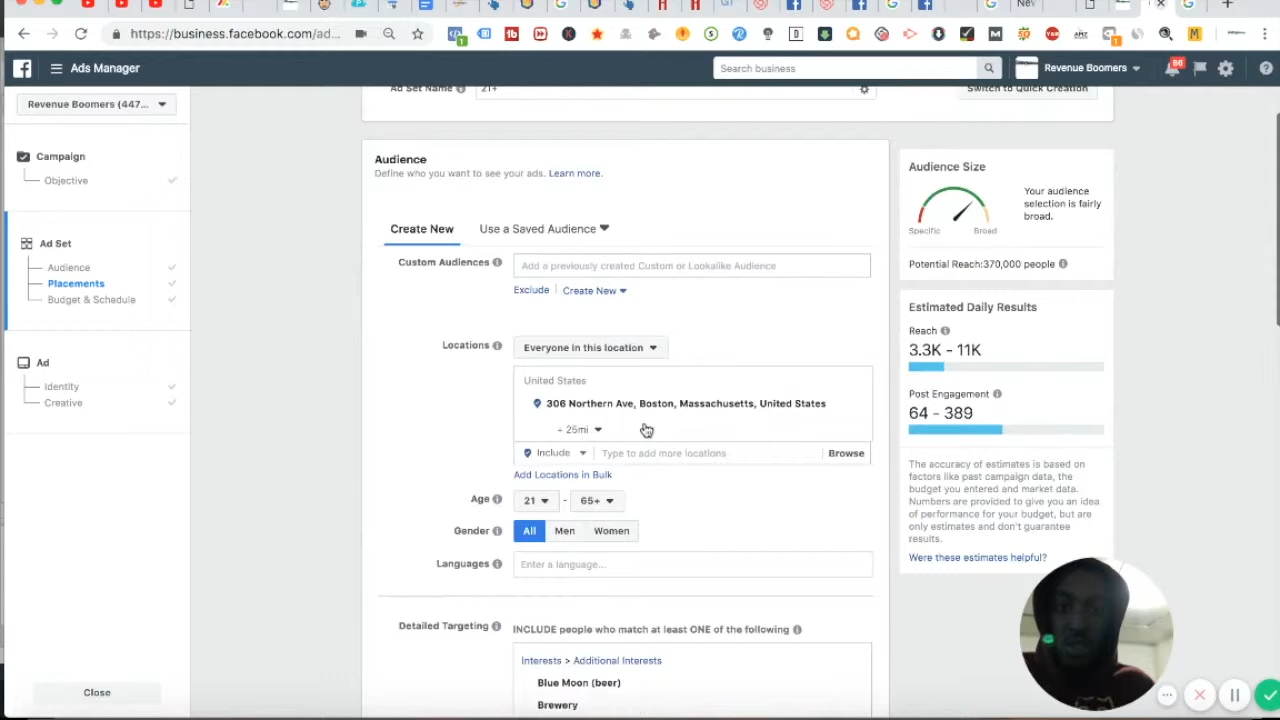 https://business.facebook.com/ad...
Ads Manager
Search business
Revenue Boomers
86
Revenue Boomers (447...
Ad Set Name
21+
Switch to Quick Creation
Campaign
Objective
Ad Set
Audience
Placements
Budget & Schedule
Ad
Identity
Creative
Close
Audience
Define who you want to see your ads. Learn more.
Create New
Use a Saved Audience
Custom Audiences
Add a previously created Custom or Lookalike Audience
Exclude
Create New
Locations
Everyone in this location
United States
306 Northern Ave, Boston, Massachusetts, United States
+ 25mi
Include
Type to add more locations
Browse
Add Locations in Bulk
Age
21 - 65+
Gender
All Men Women
Languages
Enter a language...
Detailed Targeting
INCLUDE people who match at least ONE of the following
Interests > Additional Interests
Blue Moon (beer)
Brewery
Audience Size
Your audience
selection is fairly
broad.
Specific
Broad
Potential Reach:370,000 people
Estimated Daily Results
Reach
3.3K - 11K
Post Engagement
64 - 389
The accuracy of estimates is based on
factors like past campaign data, the
budget you entered and market data.
Numbers are provided to give you an idea
of performance for your budget, but are
only estimates and don't guarantee
results.
Were these estimates helpful?